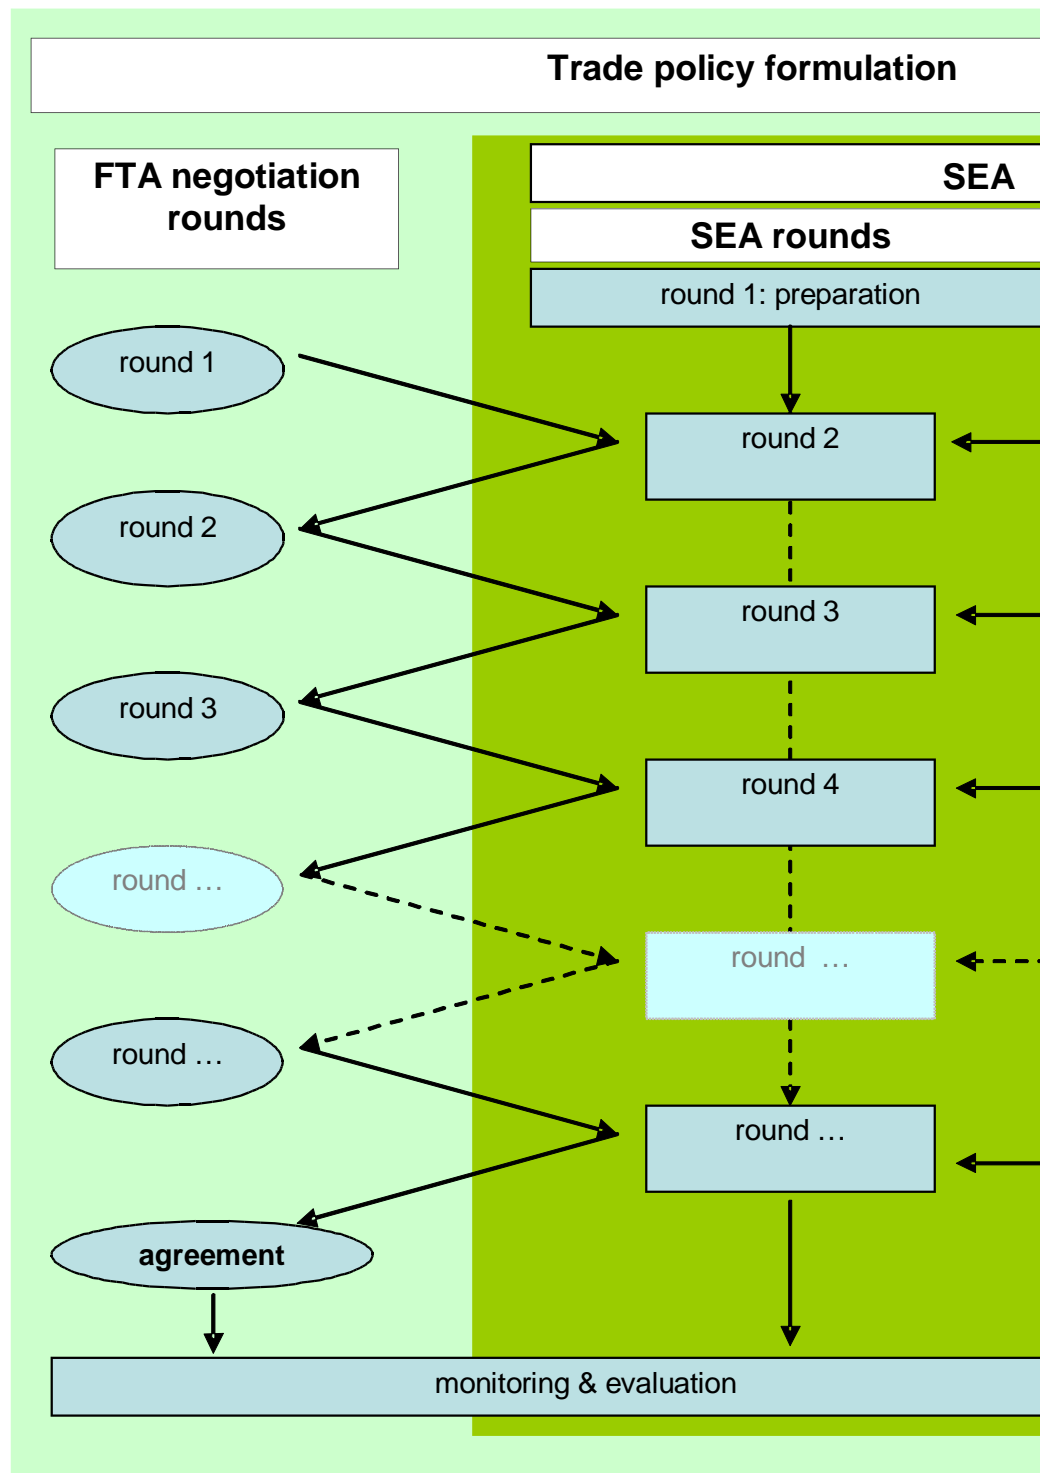 Trade policy formulation
FTA negotiation
rounds
SEA
SEA rounds
round 1: preparation
round 1
round 2
round 2
round 3
round 3
round 4
round …
round …
round …
round …
agreement
monitoring & evaluation